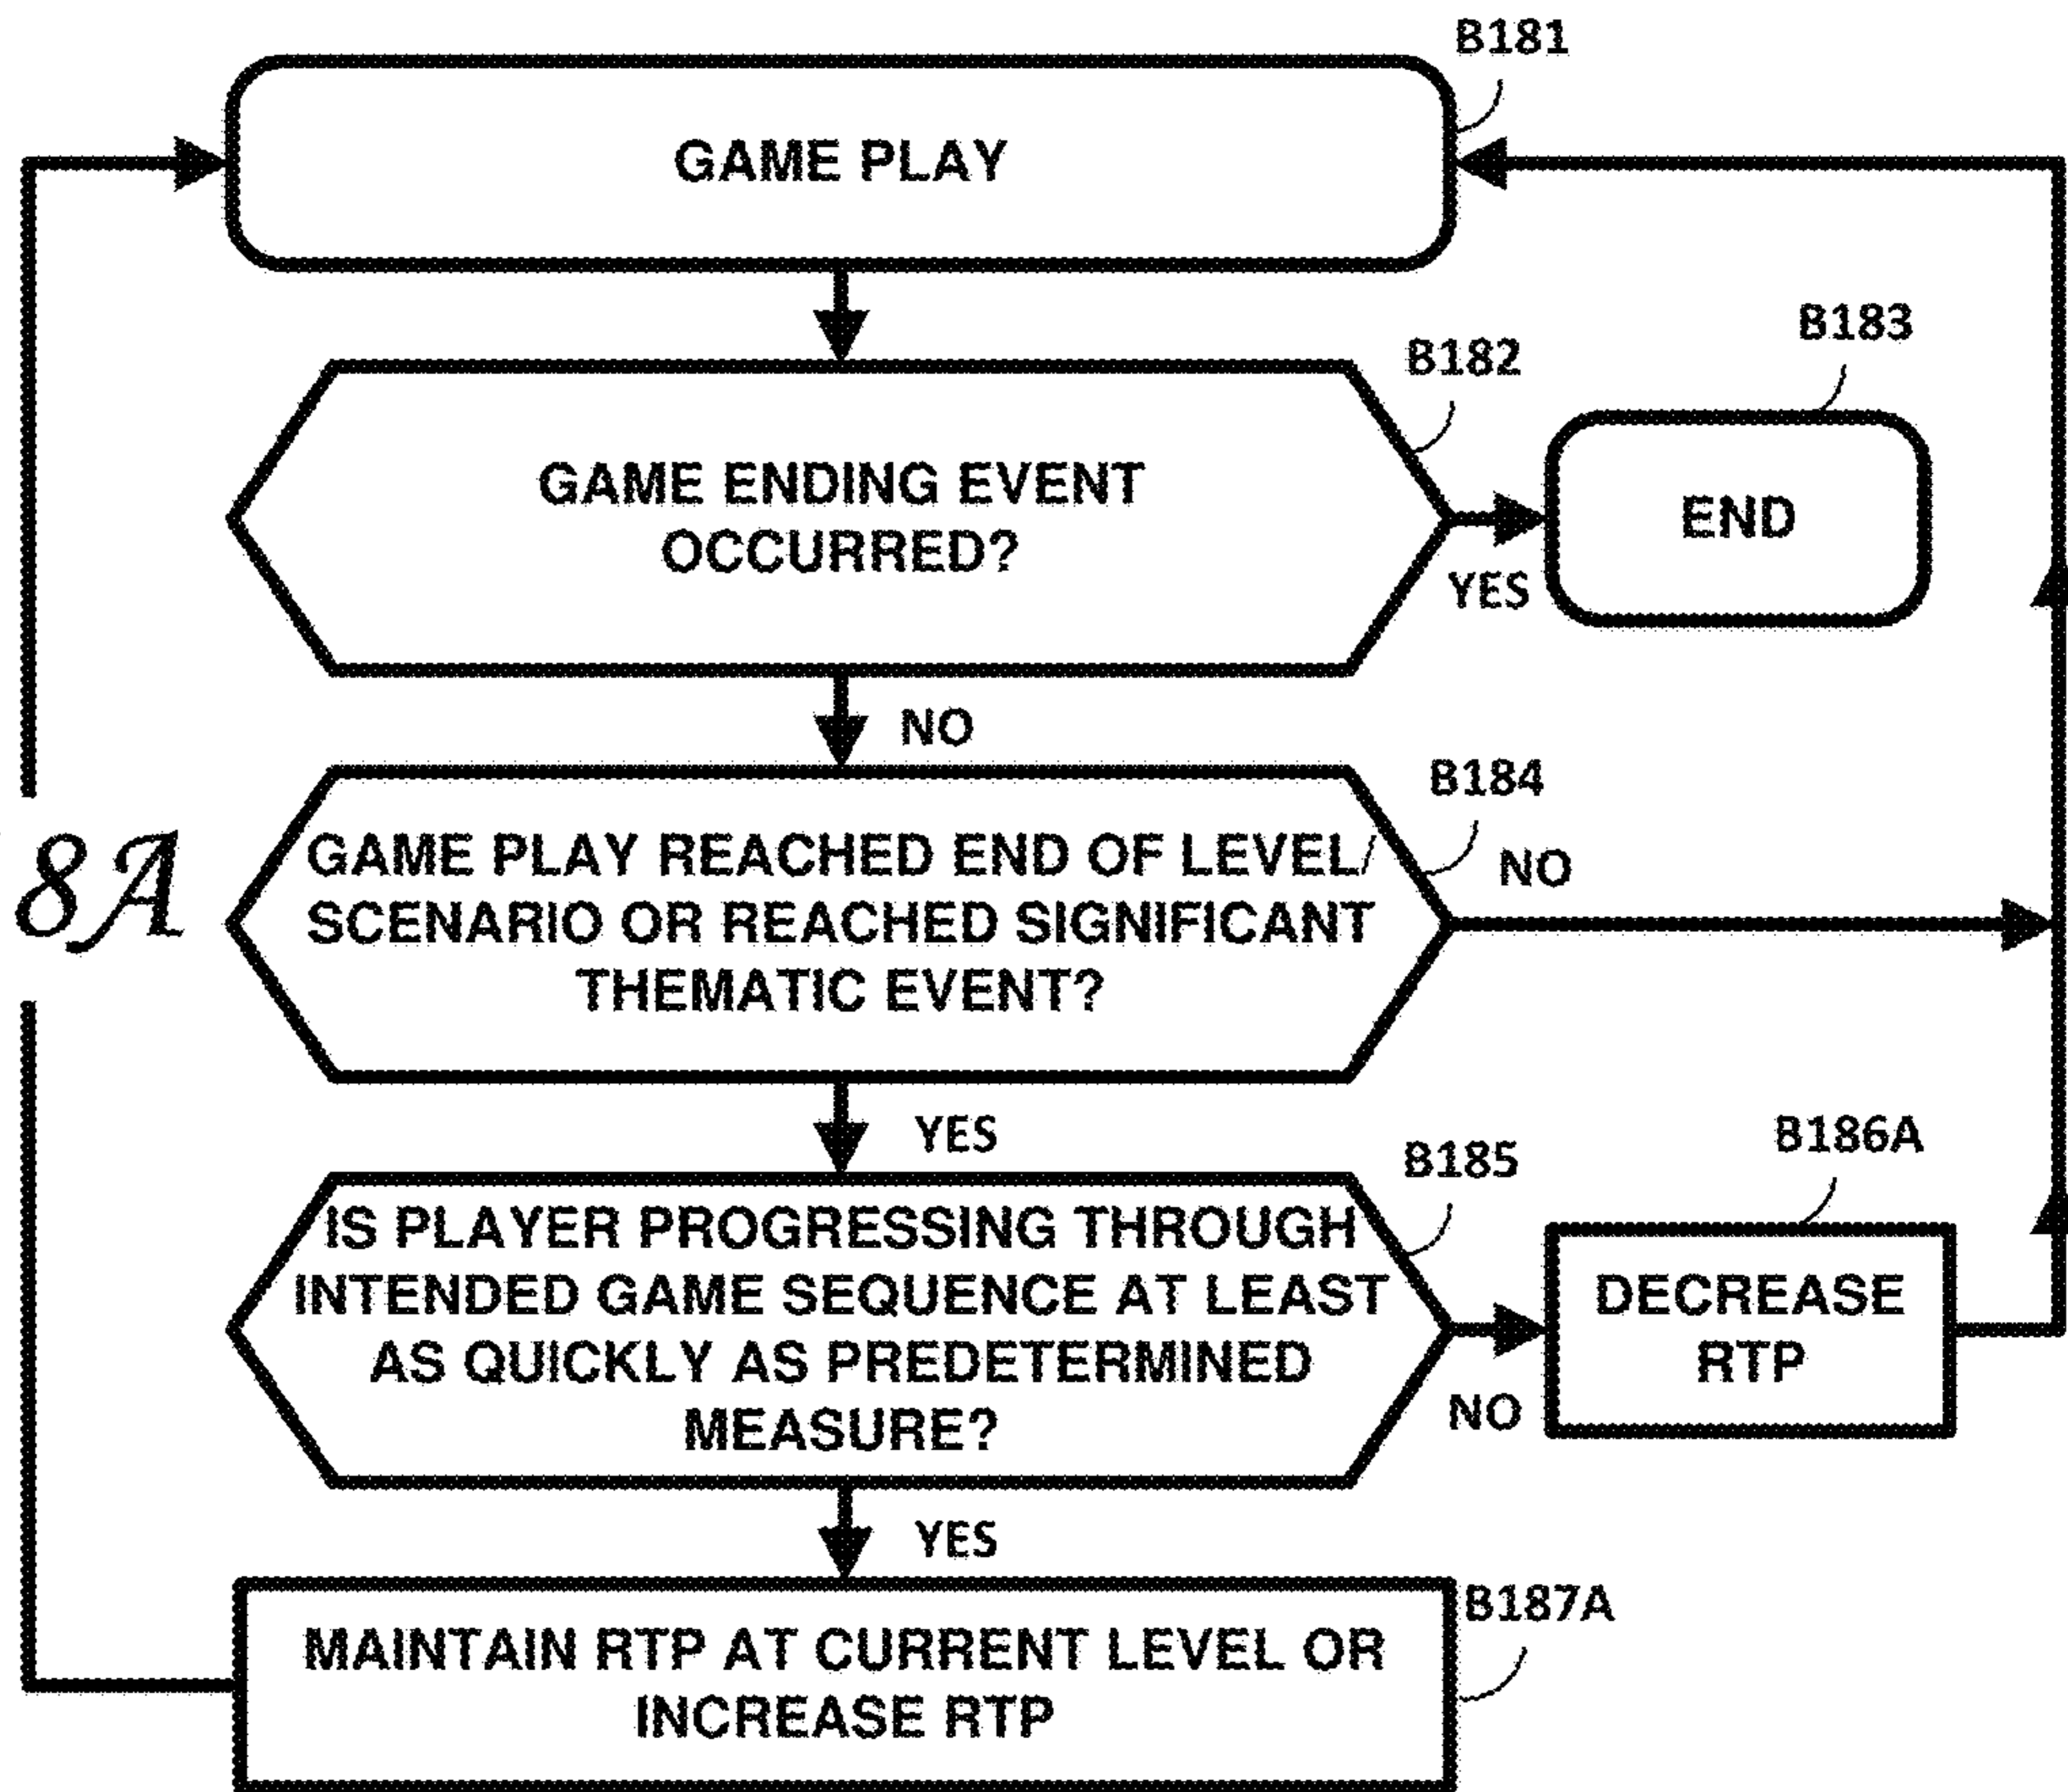 B181
GAME PLAY
B182
B183
GAME ENDING EVENT
OCCURRED?
END
YES
NO
B184
8A
GAME PLAY REACHED END OF LEVEL/
SCENARIO OR REACHED SIGNIFICANT
THEMATIC EVENT?
NO
YES
B185
B186A
IS PLAYER PROGRESSING THROUGH
INTENDED GAME SEQUENCE AT LEAST
AS QUICKLY AS PREDETERMINED
MEASURE?
DECREASE
RTP
NO
YES
B187A
MAINTAIN RTP AT CURRENT LEVEL OR
INCREASE RTP